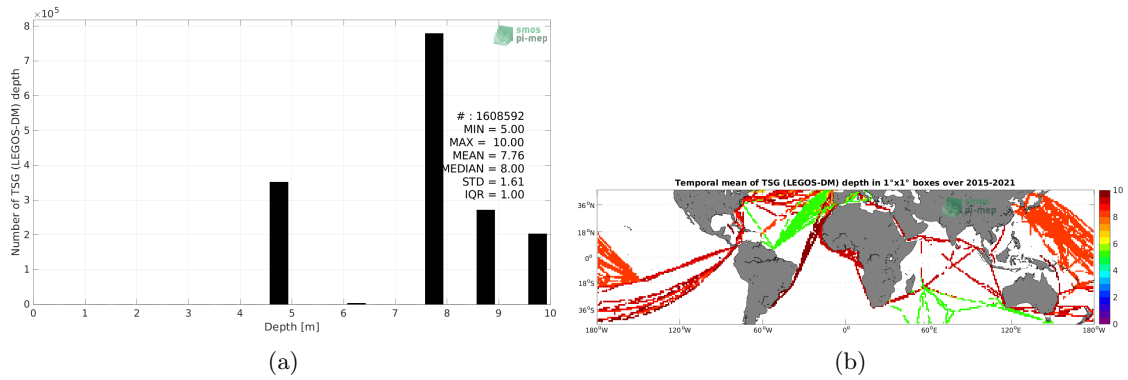 8 ×10⁵
7
6
5
4
3
2
1
0
Number of TSG (LEGOS-DM) depth
smos
pi-mep
# : 1608592
MIN = 5.00
MAX = 10.00
MEAN = 7.76
MEDIAN = 8.00
STD = 1.61
IQR = 1.00
0 1 2 3 4 5 6 7 8 9 10
Depth [m]
(a)
Temporal mean of TSG (LEGOS-DM) depth in 1°x1° boxes over 2015-2021
smos
pi-mep
36°N
18°N
0°
18°S
36°S
180°W 120°W 60°W 0° 60°E 120°E 180°W
10
8
6
4
2
0
(b)